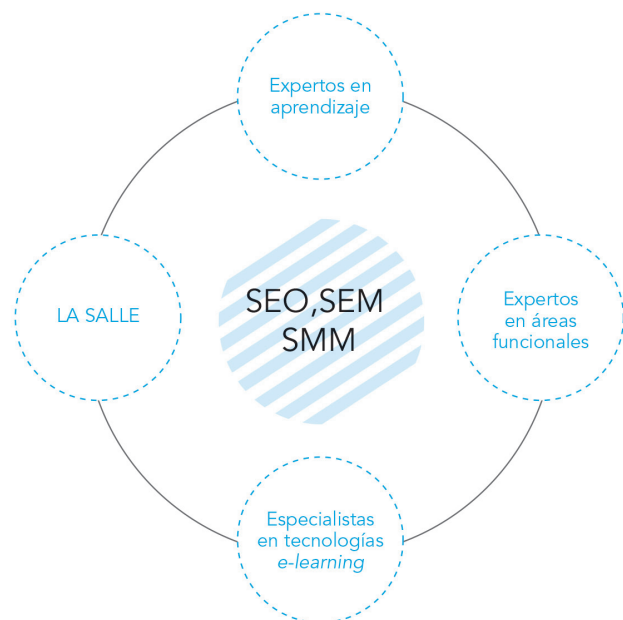 Expertos en
aprendizaje
LA SALLE
SEO,SEM
SMM
Expertos
en áreas
funcionales
Especialistas
en tecnologías
e-learning